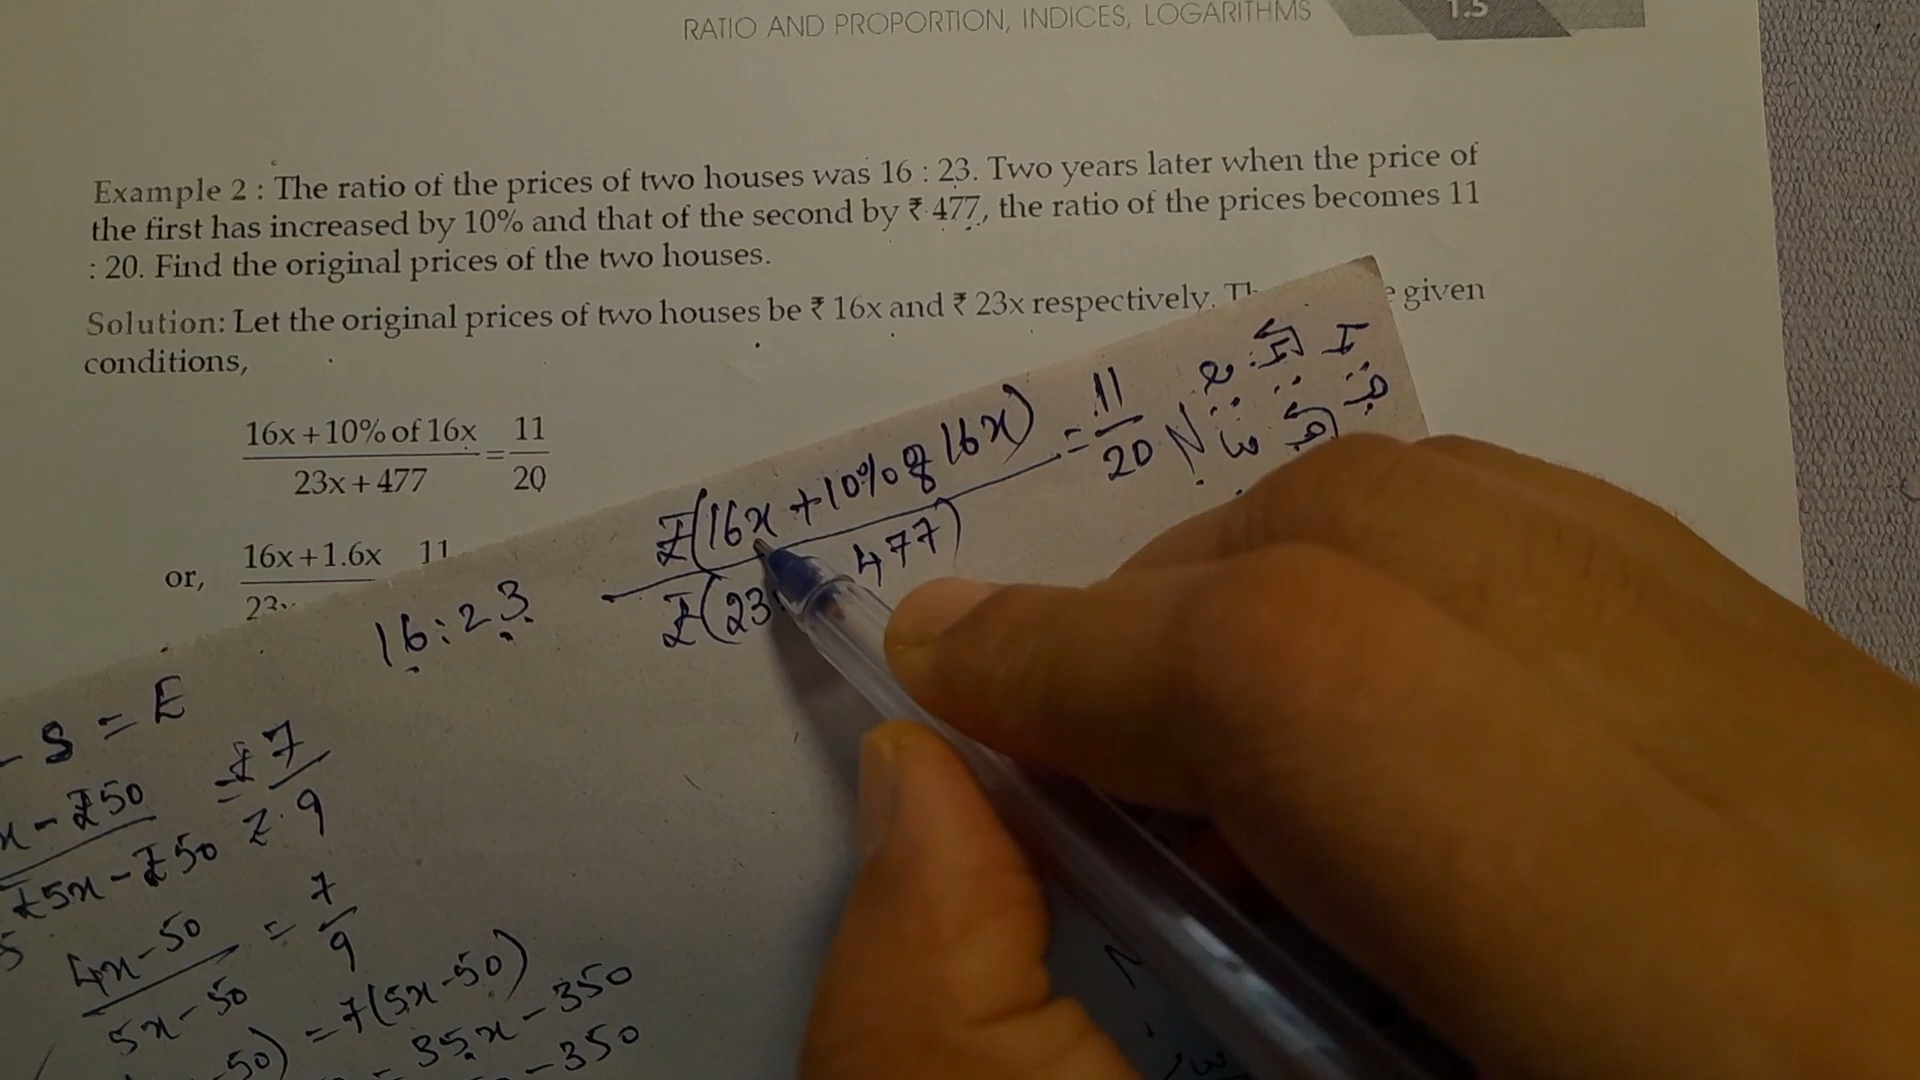 RATIO AND PROPORTION, INDICES, LOGARITHMS 1.5
Example 2 : The ratio of the prices of two houses was 16 : 23. Two years later when the price of
the first has increased by 10% and that of the second by ₹ 477, the ratio of the prices becomes 11
: 20. Find the original prices of the two houses.
Solution: Let the original prices of two houses be ₹ 16x and ₹ 23x respectively. given
conditions,
16x + 10% of 16x 11
=
23x + 477 20
or, 16x + 1.6x 11
₹(16x + 10% of 16x) = 11
₹(23 477) 20
16:23
- S = E
x - ₹50 = ₹7
₹5x - ₹50 ₹9
4x - 50 = 7
5x - 50 9
50) = 7(5x - 50)
= 35x - 350
- 350